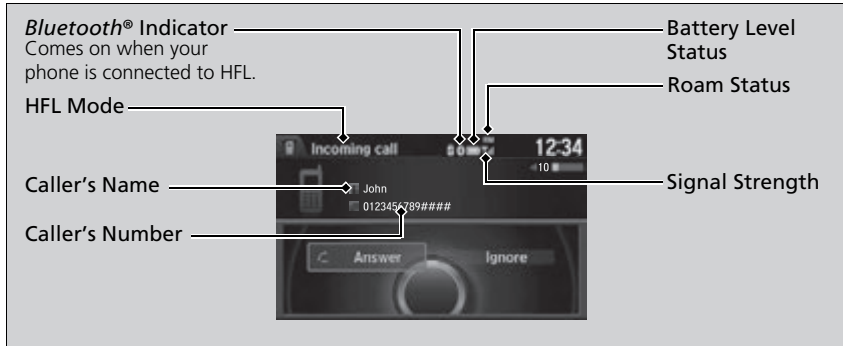 Bluetooth® Indicator
Comes on when your
phone is connected to HFL.
HFL Mode
Caller's Name
Caller's Number
Battery Level
Status
Roam Status
Signal Strength
Incoming call
12:34
10
John
0123456789####
Answer
Ignore